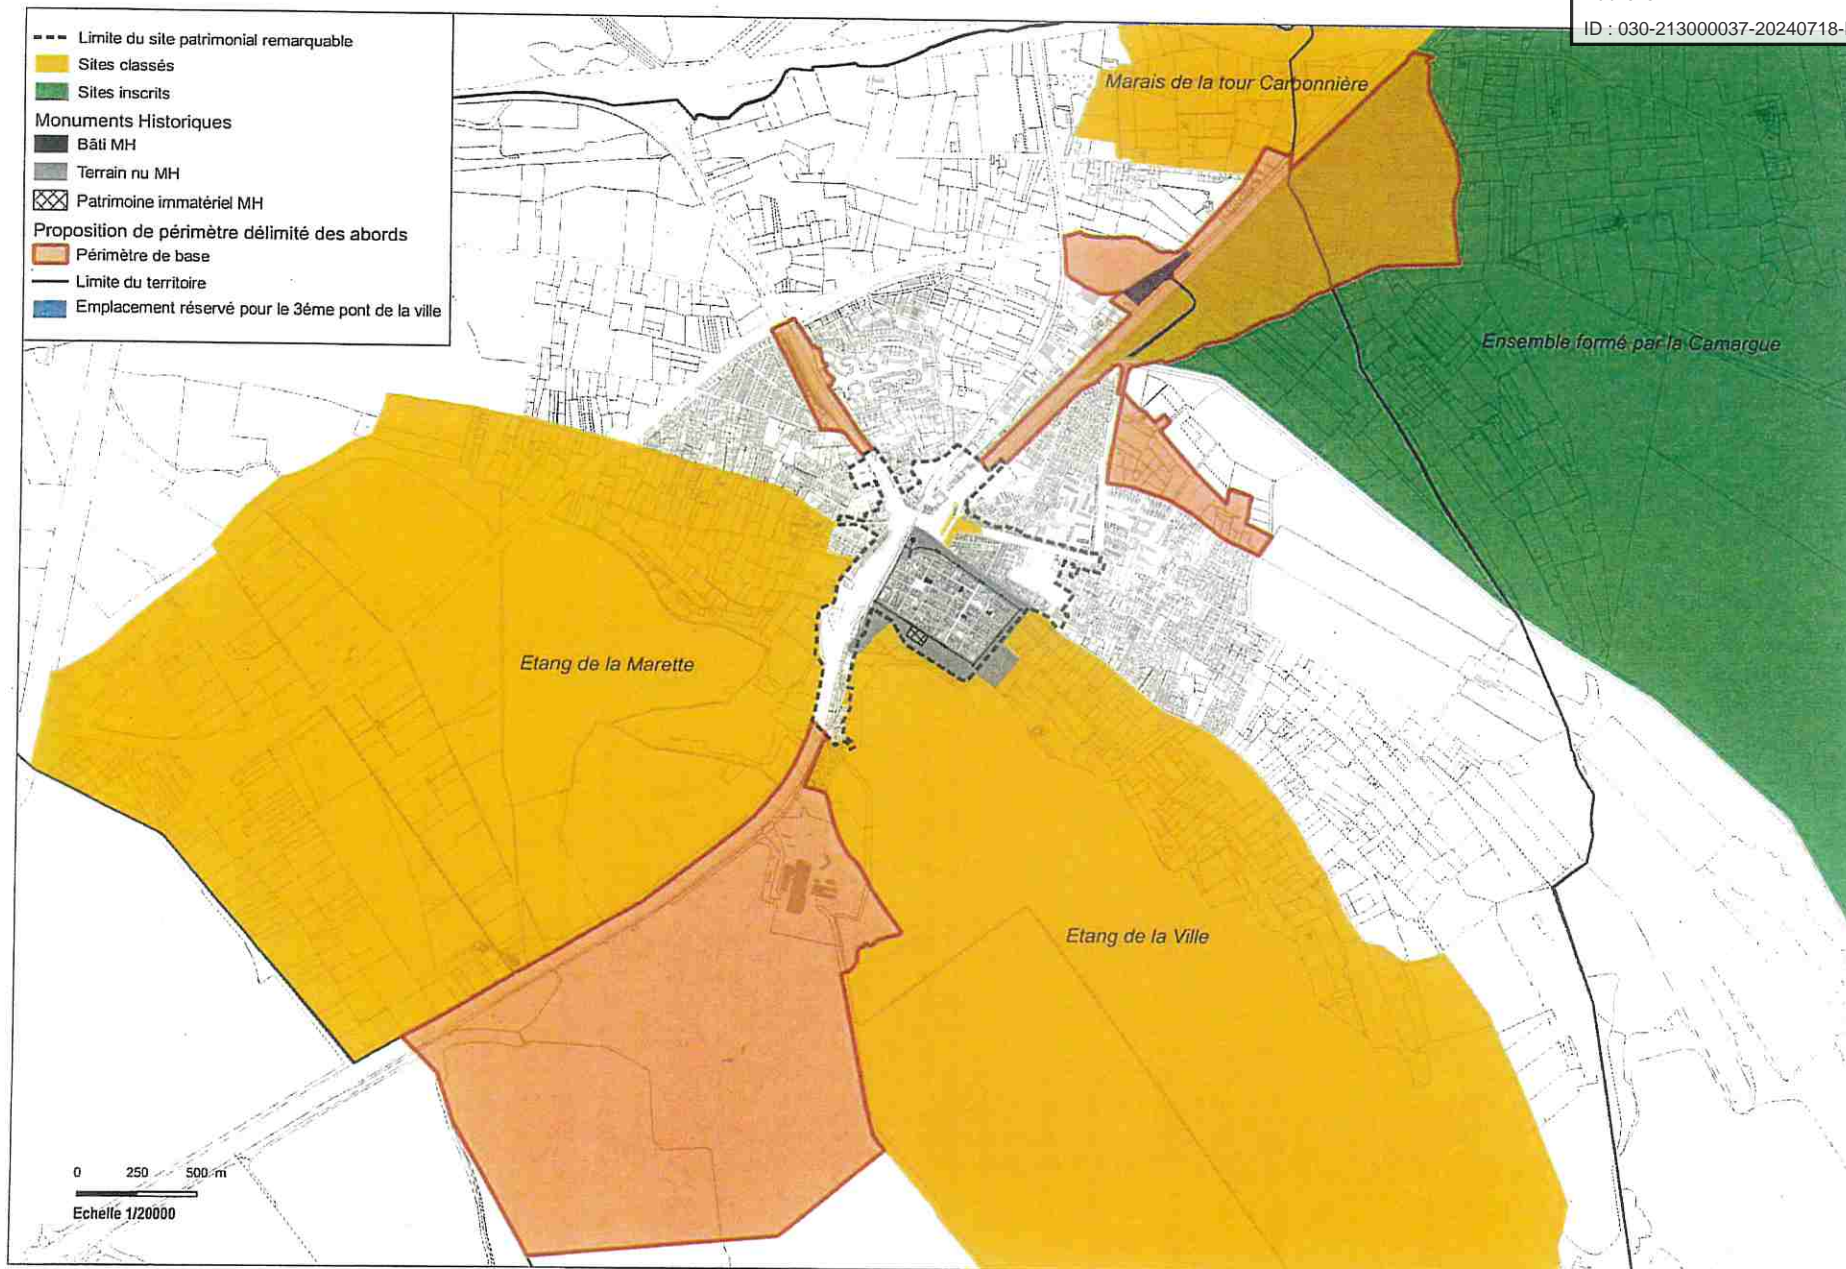 ID : 030-213000037-20240718-
Limite du site patrimonial remarquable
Sites classés
Sites inscrits
Monuments Historiques
Bâti MH
Terrain nu MH
Patrimoine immatériel MH
Proposition de périmètre délimité des abords
Périmètre de base
Limite du territoire
Emplacement réservé pour le 3éme pont de la ville
Marais de la tour Carbonnière
Ensemble formé par la Camargue
Etang de la Marette
Etang de la Ville
0 250 500 m
Echelle 1/20000